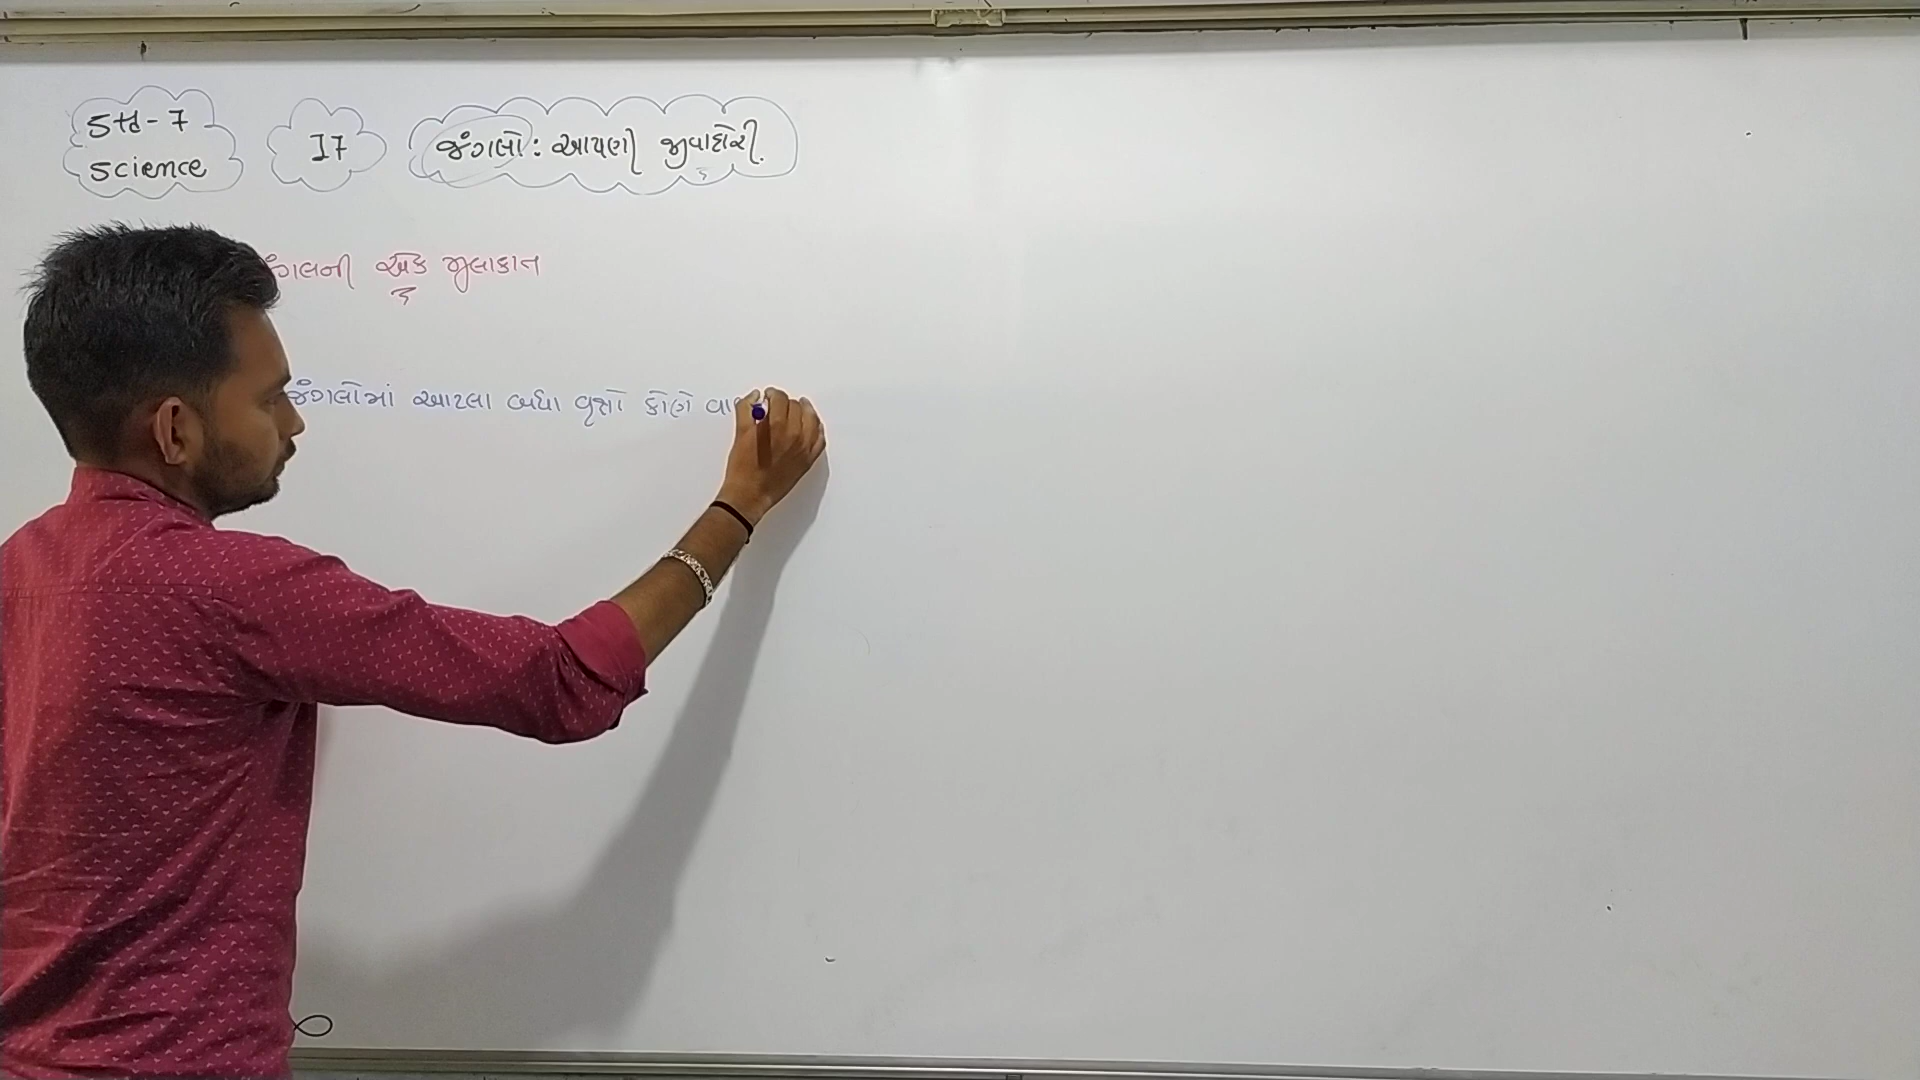 Std-7
Science
17
જંગલો : આપણી જીવાદોરી.
જંગલની એક મુલાકાત
જંગલોમાં આટલા બધા વૃક્ષો કોણે